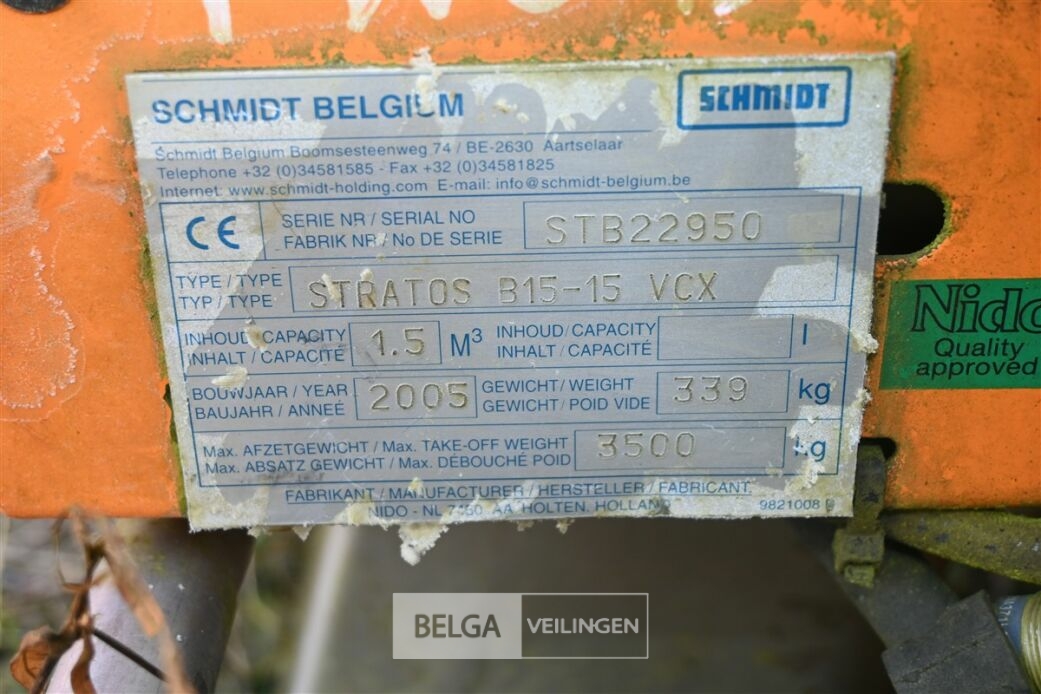 SCHMIDT BELGIUM
SCHMIDT
Schmidt Belgium Boomsesteenweg 74 / BE-2630 Aartselaar
Telephone +32 (0)34581585 - Fax +32 (0)34581825
Internet: www.schmidt-holding.com E-mail: info@schmidt-belgium.be
CE
SERIE NR / SERIAL NO
FABRIK NR / No DE SERIE
STB22950
TYPE / TYPE
TYP / TYPE
STRATOS B15-15 VCX
INHOUD / CAPACITY
INHALT / CAPACITÉ
1.5 M³
INHOUD / CAPACITY
INHALT / CAPACITÉ
l
BOUWJAAR / YEAR
BAUJAHR / ANNEÉ
2005
GEWICHT / WEIGHT
GEWICHT / POID VIDE
339 kg
Max. AFZETGEWICHT / Max. TAKE-OFF WEIGHT
Max. ABSATZ GEWICHT / Max. DÉBOUCHÉ POID
3500 kg
FABRIKANT / MANUFACTURER / HERSTELLER / FABRICANT
NIDO - NL 7450 AA HOLTEN, HOLLAND
9821008
Nido
Quality
approved
BELGA VEILINGEN